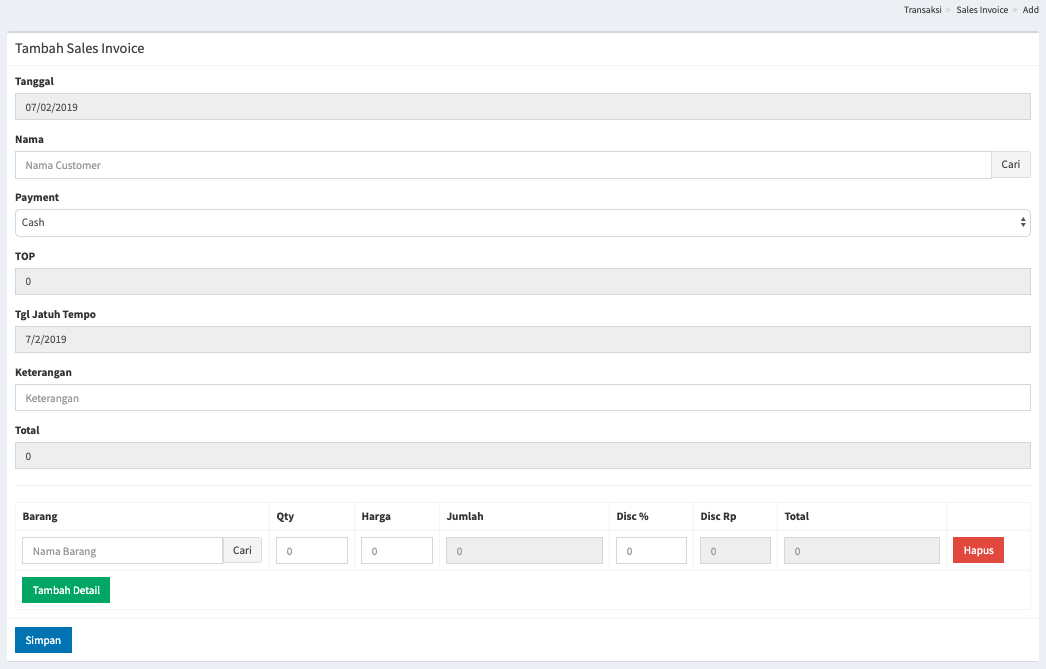 Transaksi > Sales Invoice > Add
Tambah Sales Invoice
Tanggal
07/02/2019
Nama
Nama Customer Cari
Payment
Cash
TOP
0
Tgl Jatuh Tempo
7/2/2019
Keterangan
Keterangan
Total
0
Barang Qty Harga Jumlah Disc % Disc Rp Total
Nama Barang Cari 0 0 0 0 0 0 Hapus
Tambah Detail
Simpan